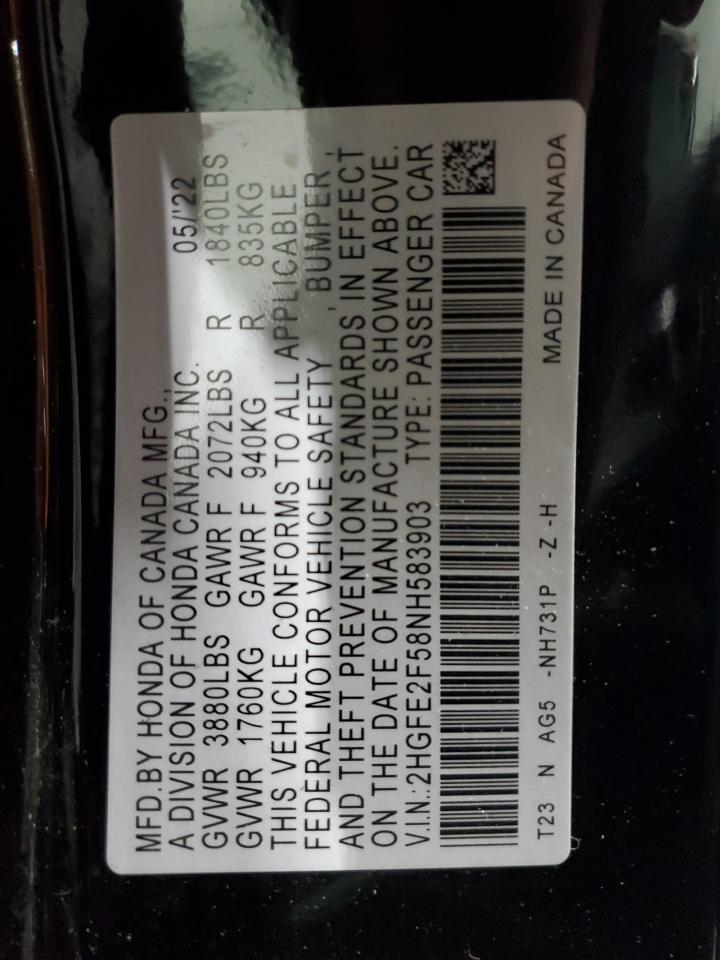 MFD.BY HONDA OF CANADA MFG.,
A DIVISION OF HONDA CANADA INC. 05/'22
GVWR 3880LBS GAWR F 2072LBS R 1840LBS
GVWR 1760KG GAWR F 940KG R 835KG
THIS VEHICLE CONFORMS TO ALL APPLICABLE
FEDERAL MOTOR VEHICLE SAFETY , BUMPER ,
AND THEFT PREVENTION STANDARDS IN EFFECT
ON THE DATE OF MANUFACTURE SHOWN ABOVE.
V.I.N.:2HGFE2F58NH583903 TYPE: PASSENGER CAR
T23 N AG5 -NH731P -Z -H MADE IN CANADA